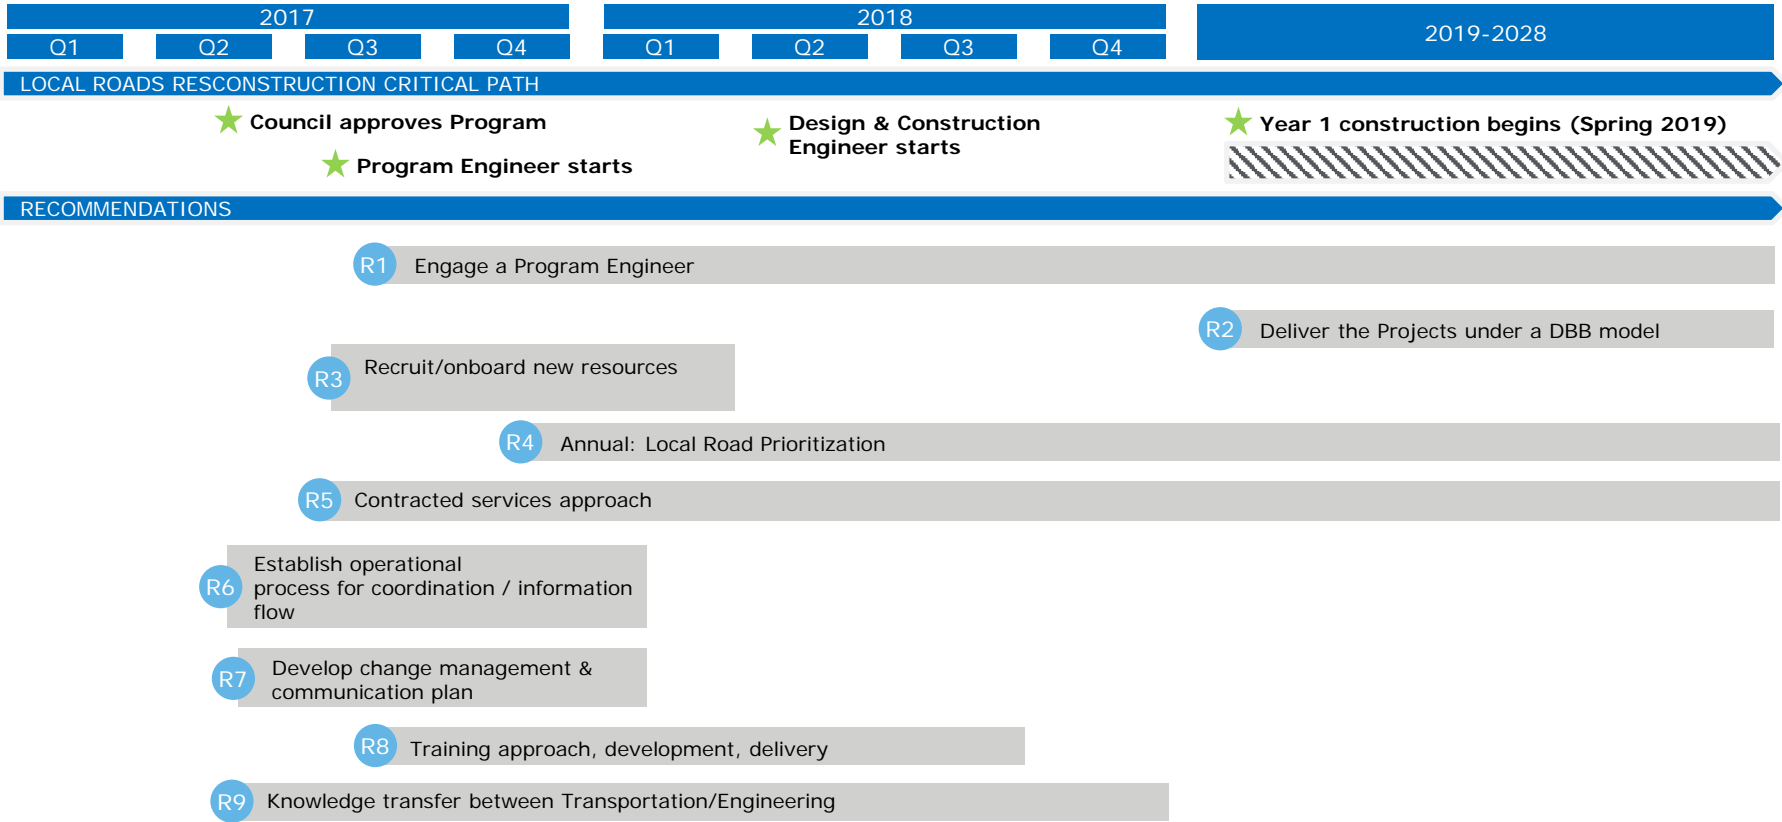 2017
2018
2019-2028
Q1
Q2
Q3
Q4
Q1
Q2
Q3
Q4
LOCAL ROADS RESCONSTRUCTION CRITICAL PATH
Council approves Program
Design & Construction
Engineer starts
Year 1 construction begins (Spring 2019)
Program Engineer starts
RECOMMENDATIONS
R1
Engage a Program Engineer
R2
Deliver the Projects under a DBB model
R3
Recruit/onboard new resources
R4
Annual: Local Road Prioritization
R5
Contracted services approach
R6
Establish operational
process for coordination / information
flow
R7
Develop change management &
communication plan
R8
Training approach, development, delivery
R9
Knowledge transfer between Transportation/Engineering